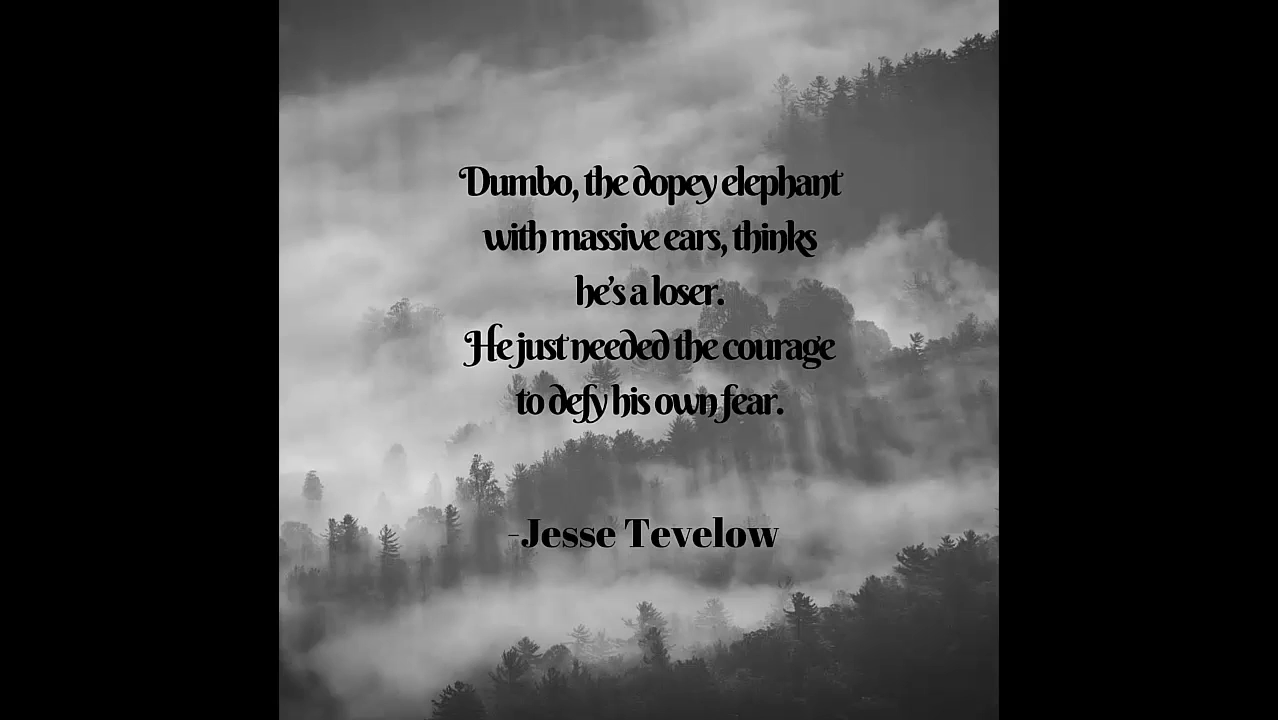 Dumbo, the dopey elephant
with massive ears, thinks
he's a loser.
He just needed the courage
to defy his own fear.
-Jesse Tevelow